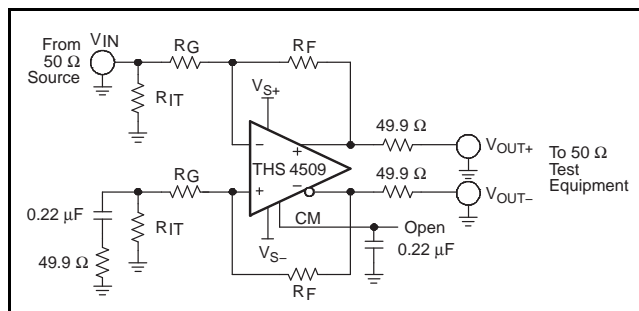 From
50 Ω
Source
VIN
RG
RF
RIT
VS+
49.9 Ω
VOUT+
THS 4509
− +
+ −
49.9 Ω
VOUT−
To 50 Ω
Test
Equipment
RG
0.22 μF
RIT
49.9 Ω
VS−
CM
Open
0.22 μF
RF